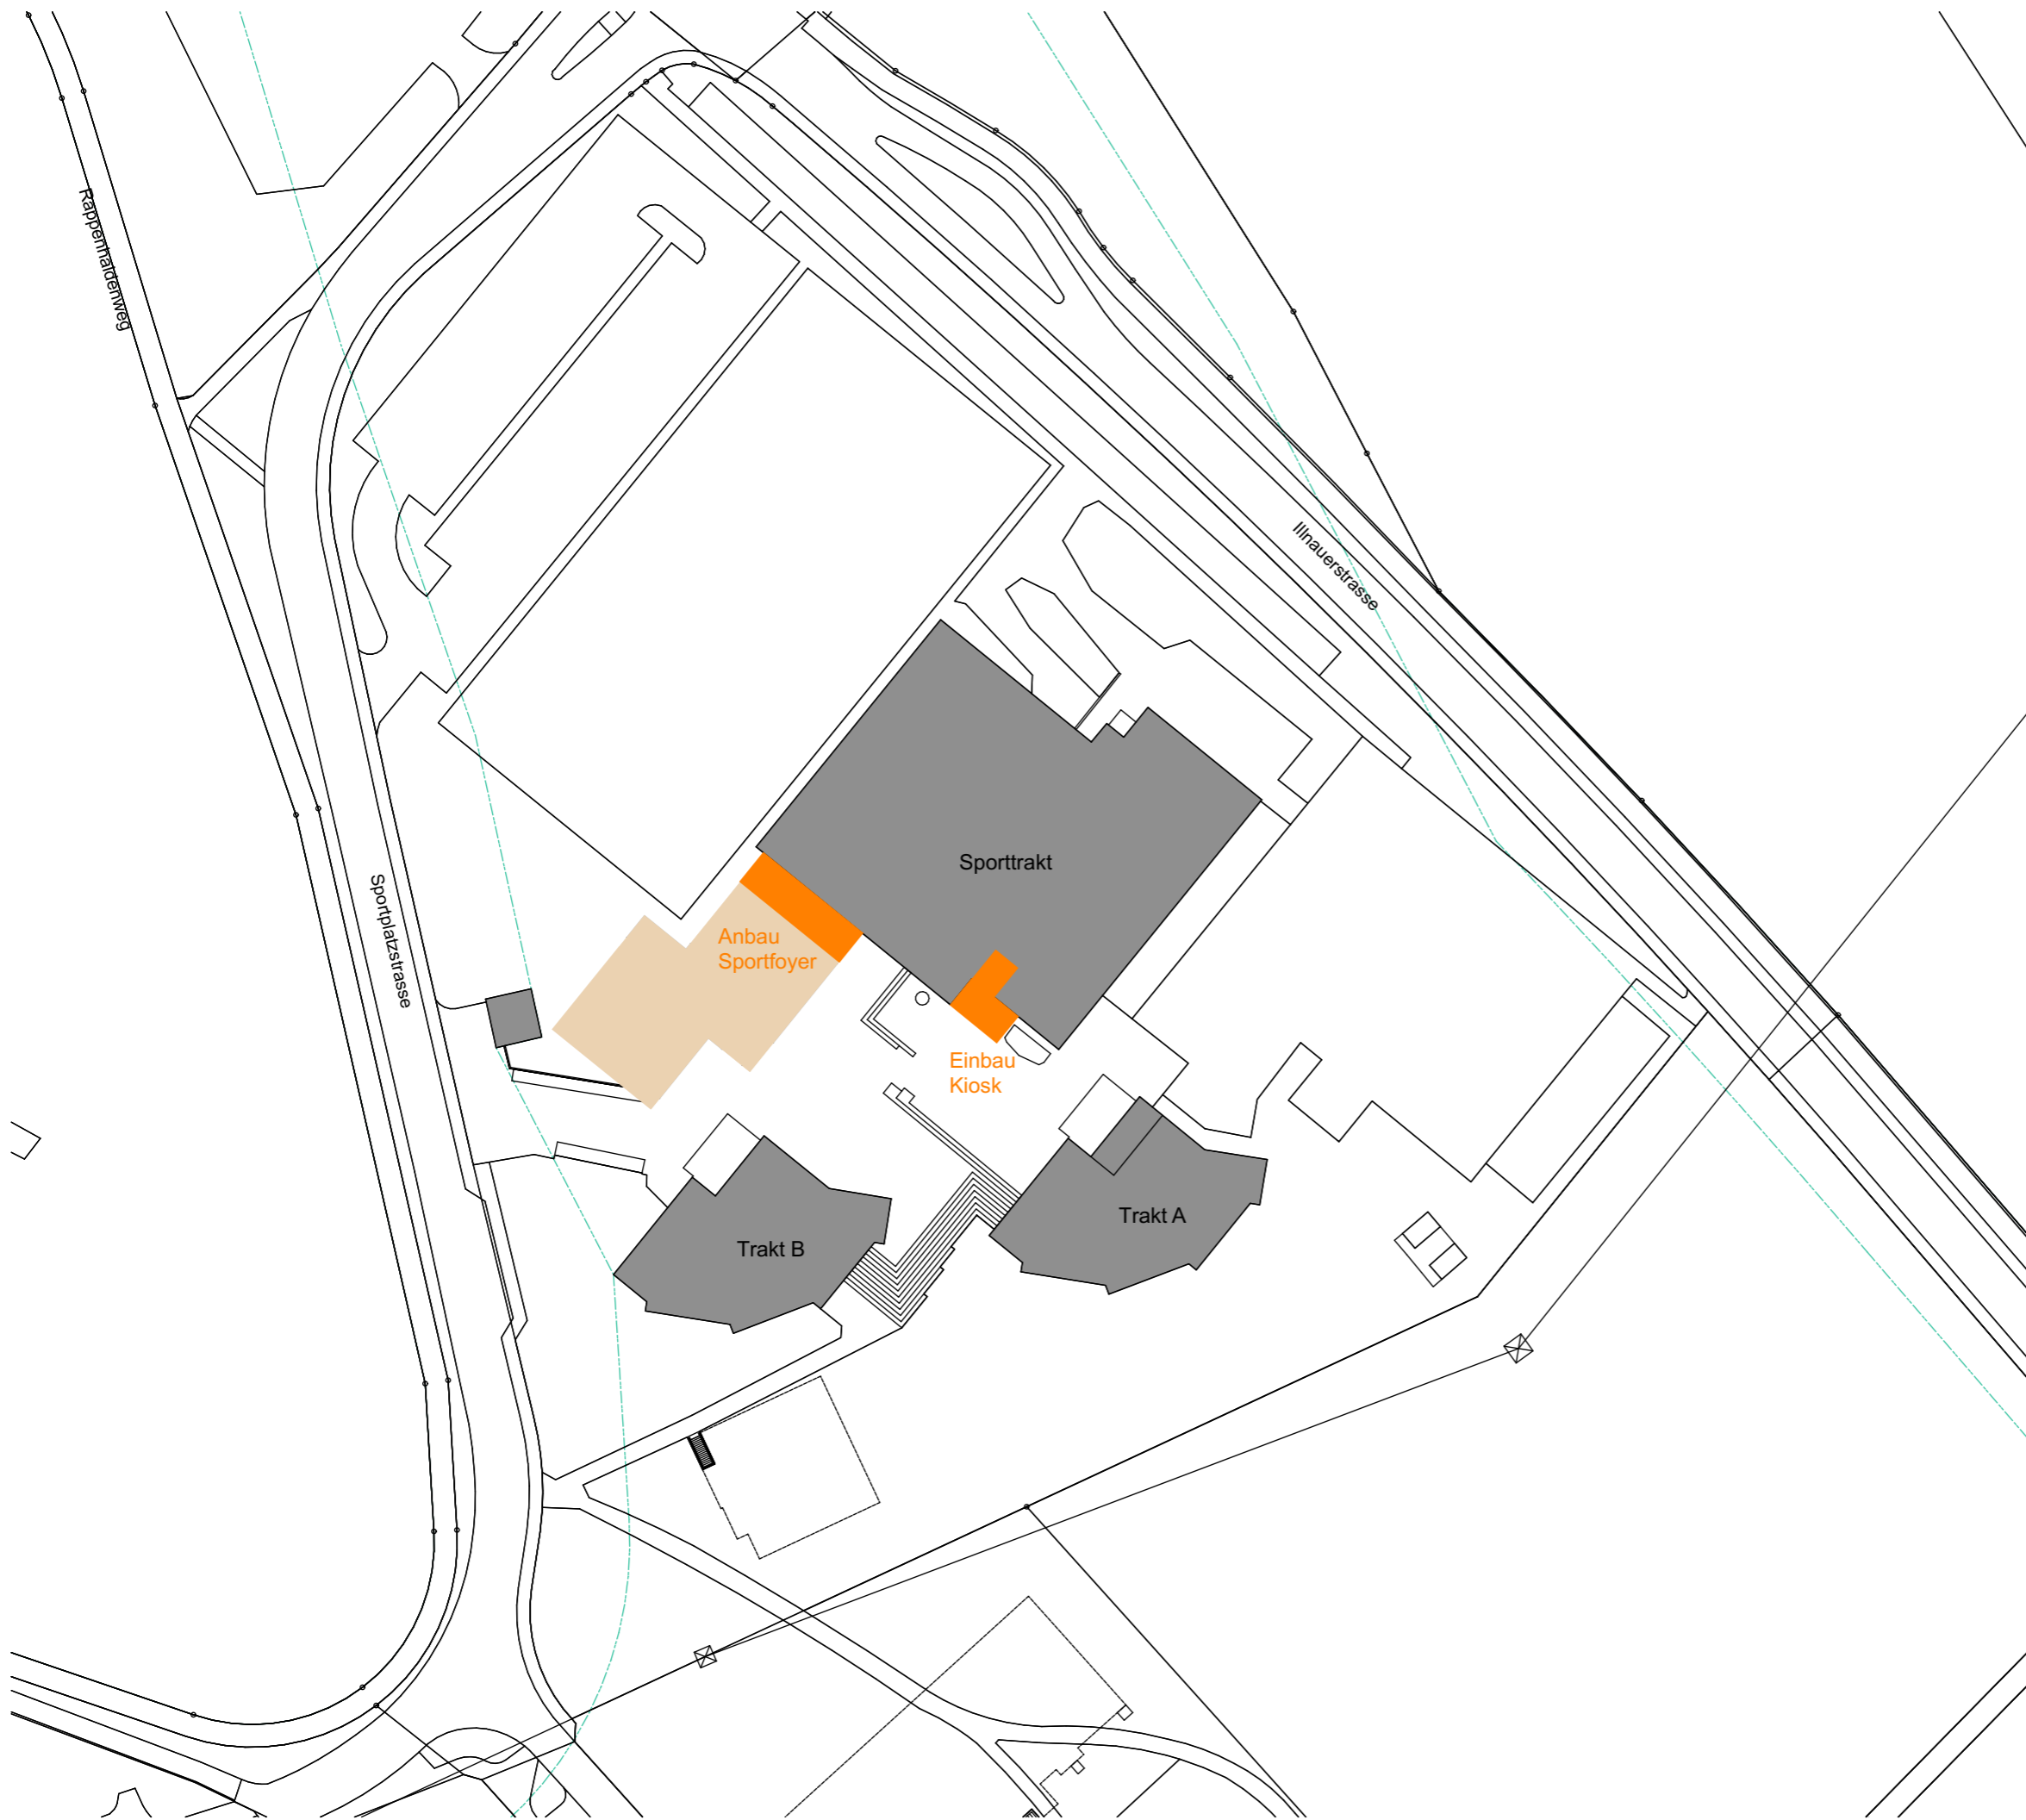 Rappenhaldenweg
Illnauerstrasse
Sporttrakt
Sportplatzstrasse
Anbau
Sportfoyer
Einbau
Kiosk
Trakt A
Trakt B